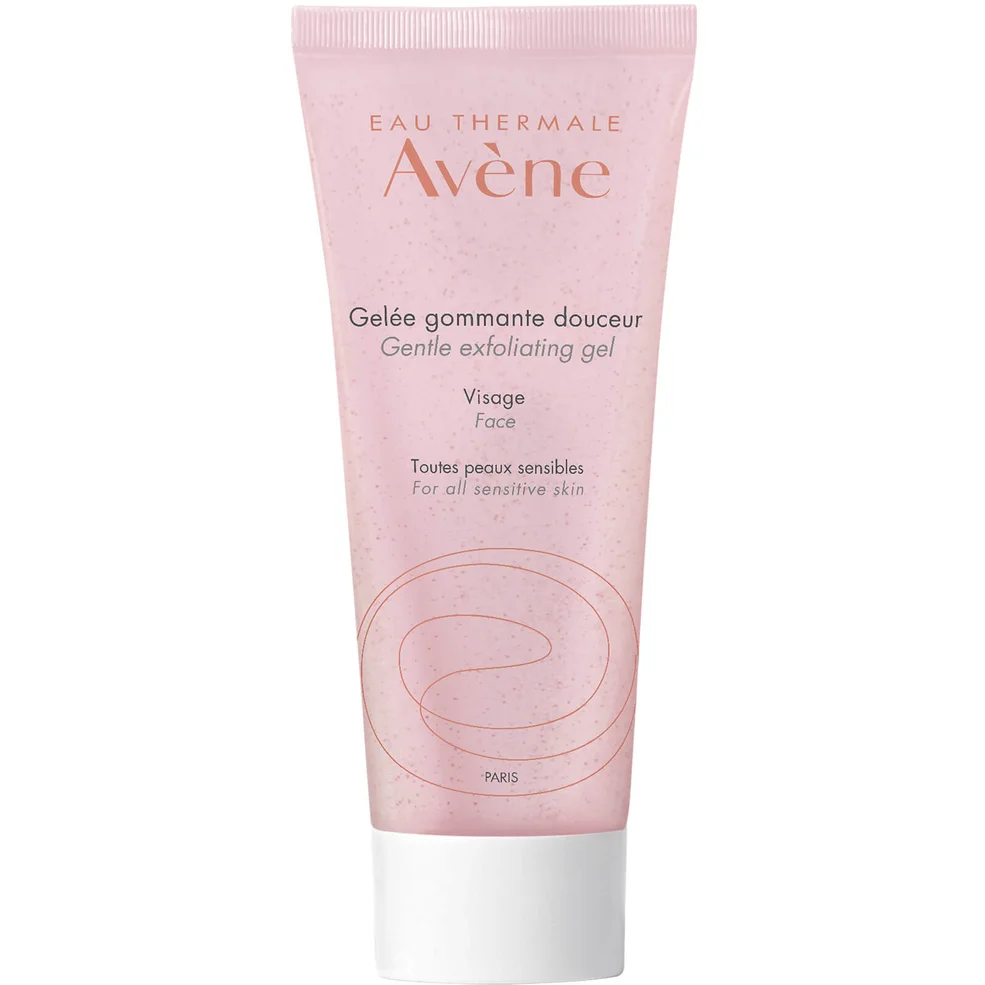 EAU THERMALE
Avène
Gelée gommante douceur
Gentle exfoliating gel
Visage
Face
Toutes peaux sensibles
For all sensitive skin
PARIS